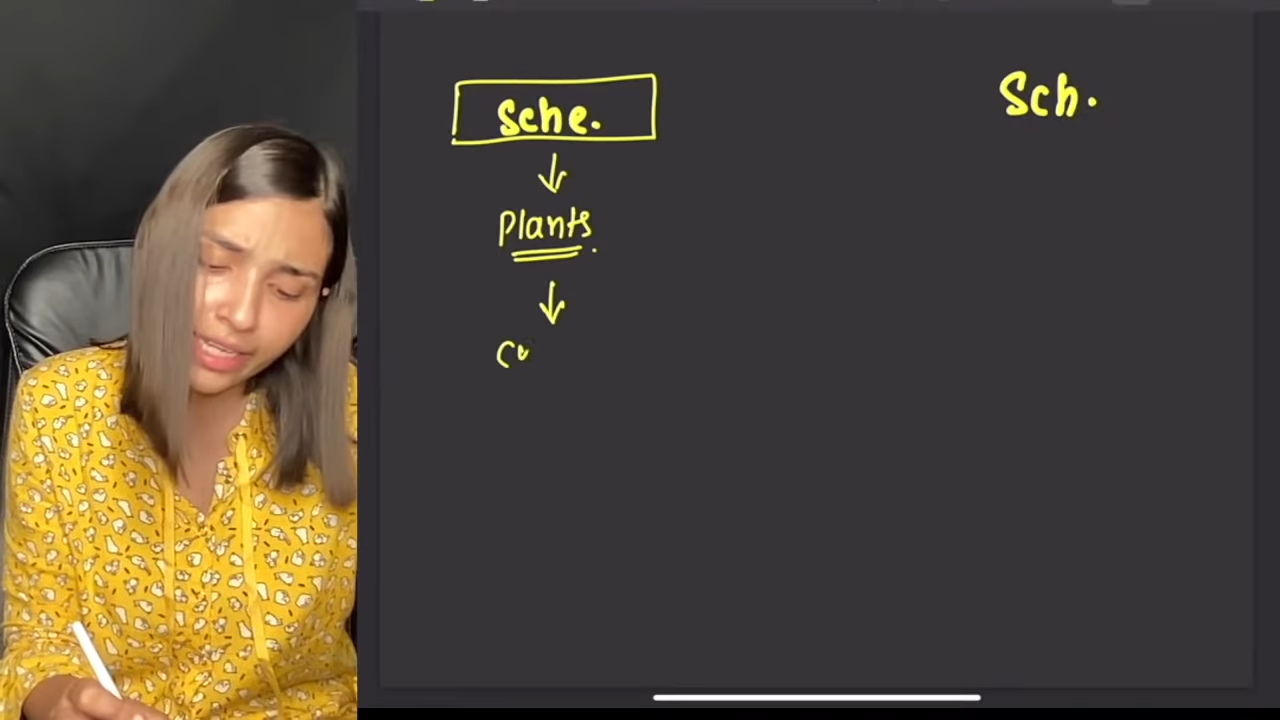 Sche.
Sch.
↓
Plants.
↓